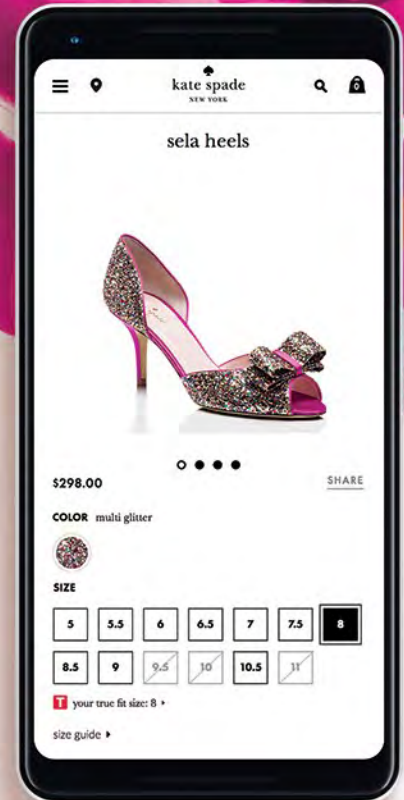 kate spade
NEW YORK
0
sela heels
$298.00
SHARE
COLOR multi glitter
SIZE
5 5.5 6 6.5 7 7.5 8
8.5 9 9.5 10 10.5 11
T your true fit size: 8
size guide